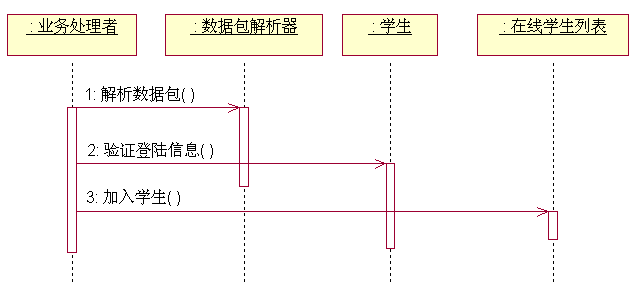 : 业务处理者
: 数据包解析器
: 学生
: 在线学生列表
1: 解析数据包( )
2: 验证登陆信息( )
3: 加入学生( )